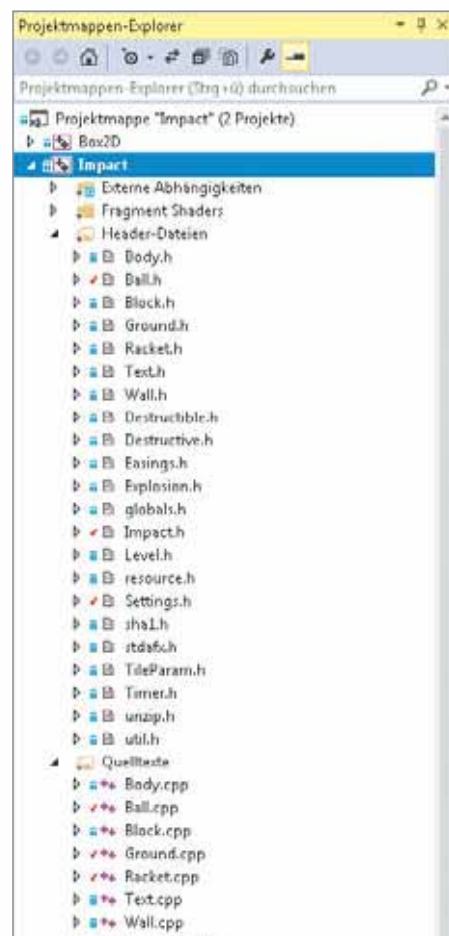 Projektmappen-Explorer
Projektmappen-Explorer (Strg+ü) durchsuchen
Projektmappe "Impact" (2 Projekte)
Box2D
Impact
Externe Abhängigkeiten
Fragment Shaders
Header-Dateien
Body.h
Ball.h
Block.h
Ground.h
Racket.h
Text.h
Wall.h
Destructible.h
Destructive.h
Easings.h
Explosion.h
globals.h
Impact.h
Level.h
resource.h
Settings.h
sha1.h
stdafx.h
TileParam.h
Timer.h
unzip.h
util.h
Quelltexte
Body.cpp
Ball.cpp
Block.cpp
Ground.cpp
Racket.cpp
Text.cpp
Wall.cpp